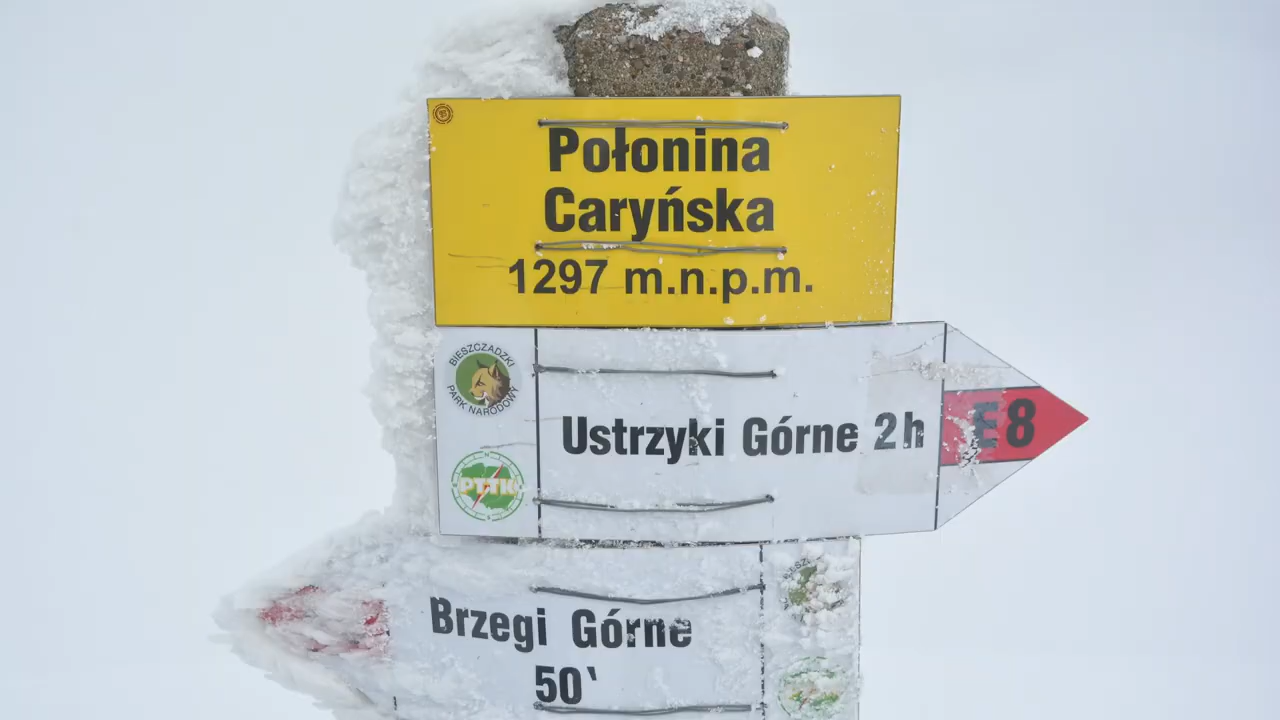 Połonina
Caryńska
1297 m.n.p.m.
BIESZCZADZKI
PARK NARODOWY
PTTK
Ustrzyki Górne 2h
E8
Brzegi Górne
50'